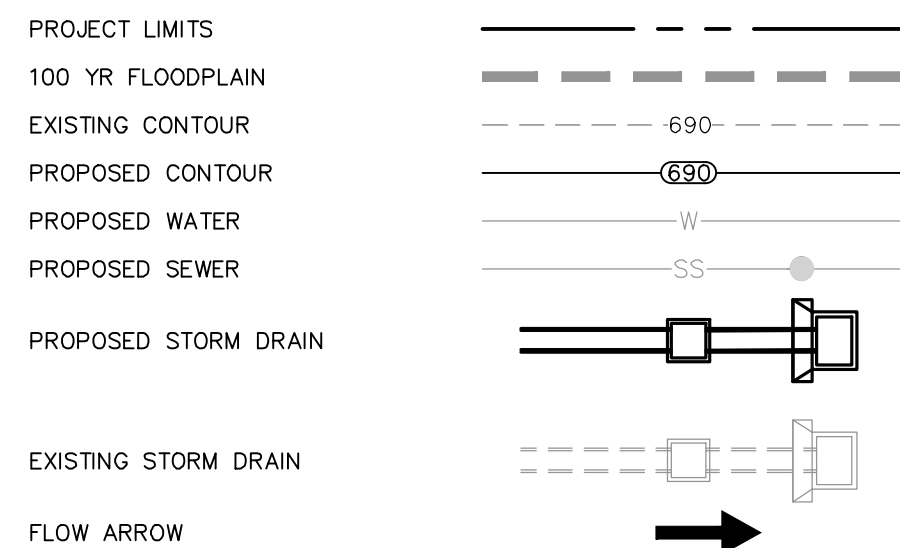 PROJECT LIMITS
100 YR FLOODPLAIN
EXISTING CONTOUR 690
PROPOSED CONTOUR 690
PROPOSED WATER W
PROPOSED SEWER SS
PROPOSED STORM DRAIN
EXISTING STORM DRAIN
FLOW ARROW